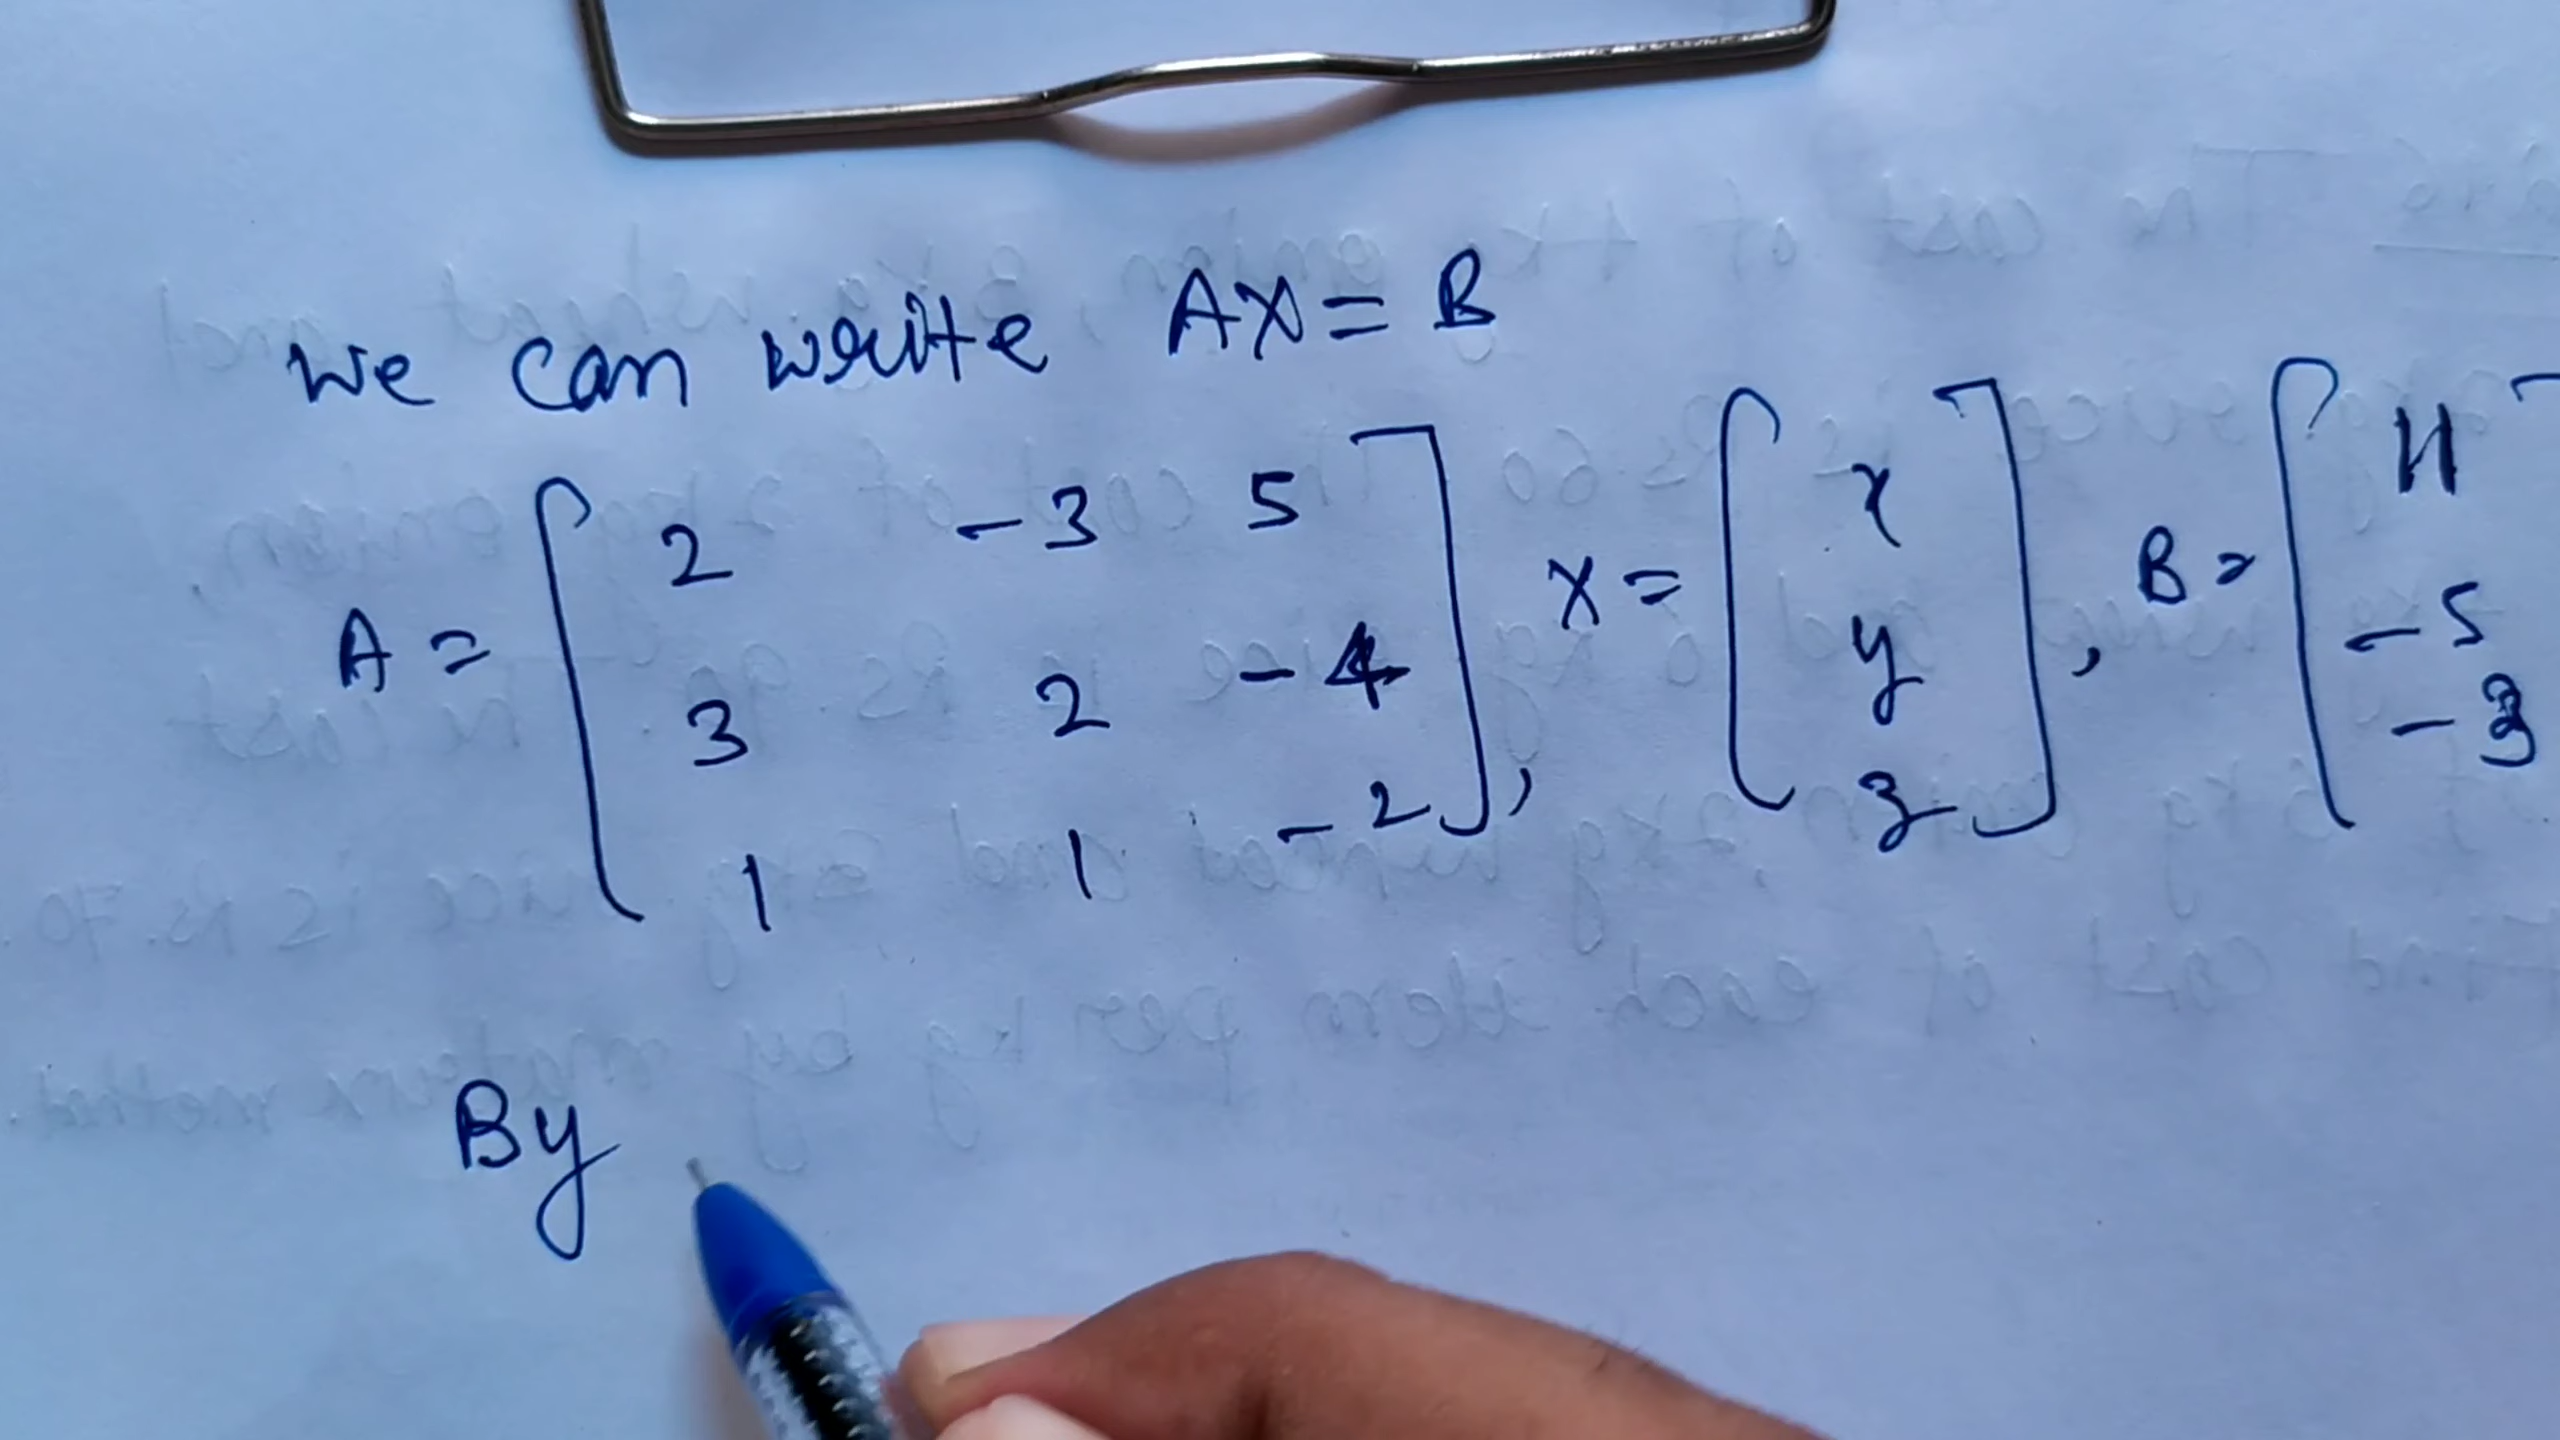 We can write AX = B
A = [ 2 -3 5 ], X = [ x ], B = [ 11
3 2 -4 y -5
1 1 -2 z -3
By